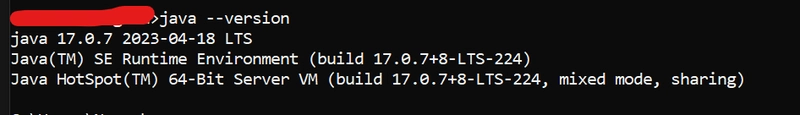 >java --version
java 17.0.7 2023-04-18 LTS
Java(TM) SE Runtime Environment (build 17.0.7+8-LTS-224)
Java HotSpot(TM) 64-Bit Server VM (build 17.0.7+8-LTS-224, mixed mode, sharing)